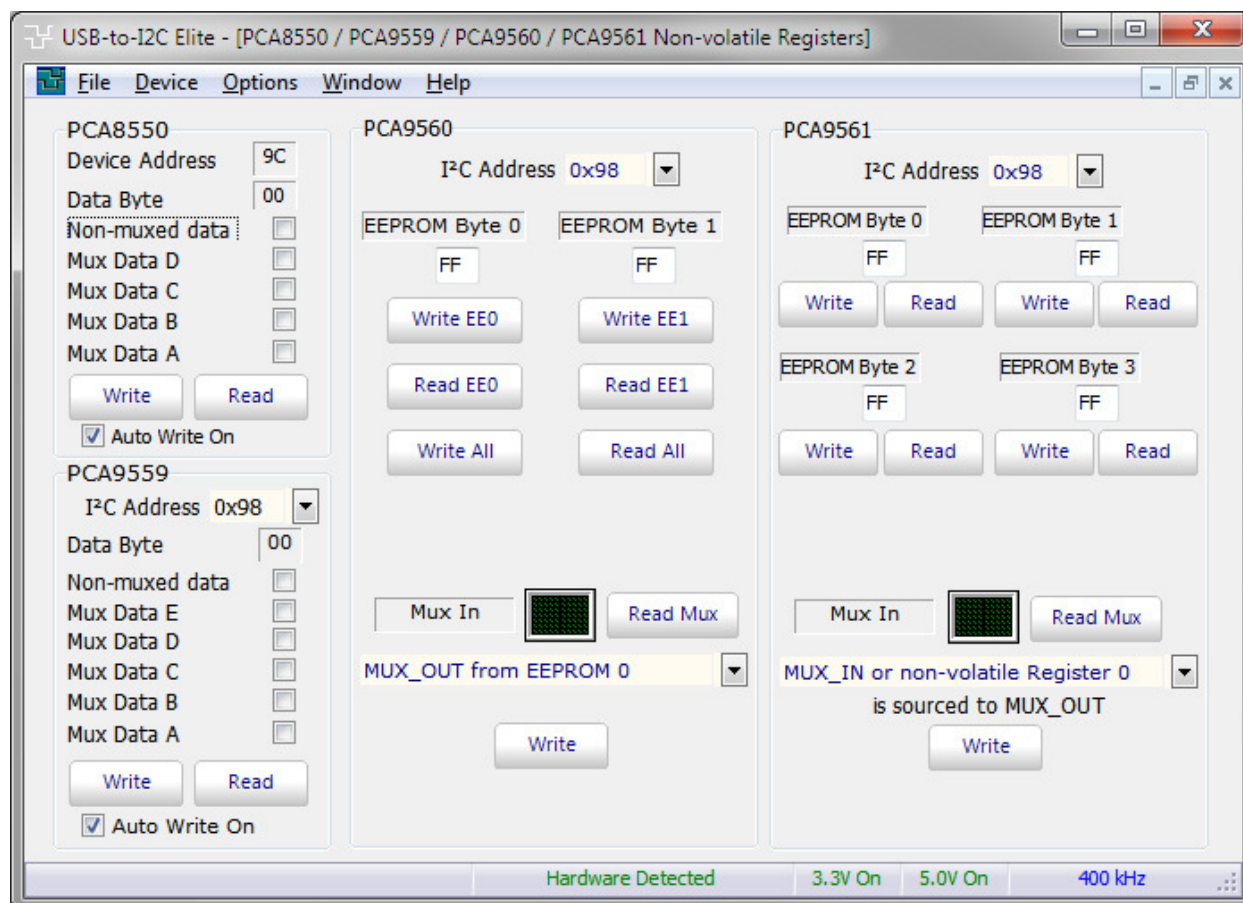 USB-to-I2C Elite - [PCA8550 / PCA9559 / PCA9560 / PCA9561 Non-volatile Registers]
File Device Options Window Help
PCA8550
Device Address 9C
Data Byte 00
Non-muxed data
Mux Data D
Mux Data C
Mux Data B
Mux Data A
Write Read
Auto Write On
PCA9559
I²C Address 0x98
Data Byte 00
Non-muxed data
Mux Data E
Mux Data D
Mux Data C
Mux Data B
Mux Data A
Write Read
Auto Write On
PCA9560
I²C Address 0x98
EEPROM Byte 0 EEPROM Byte 1
FF FF
Write EE0 Write EE1
Read EE0 Read EE1
Write All Read All
Mux In Read Mux
MUX_OUT from EEPROM 0
Write
PCA9561
I²C Address 0x98
EEPROM Byte 0 EEPROM Byte 1
FF FF
Write Read Write Read
EEPROM Byte 2 EEPROM Byte 3
FF FF
Write Read Write Read
Mux In Read Mux
MUX_IN or non-volatile Register 0
is sourced to MUX_OUT
Write
Hardware Detected 3.3V On 5.0V On 400 kHz